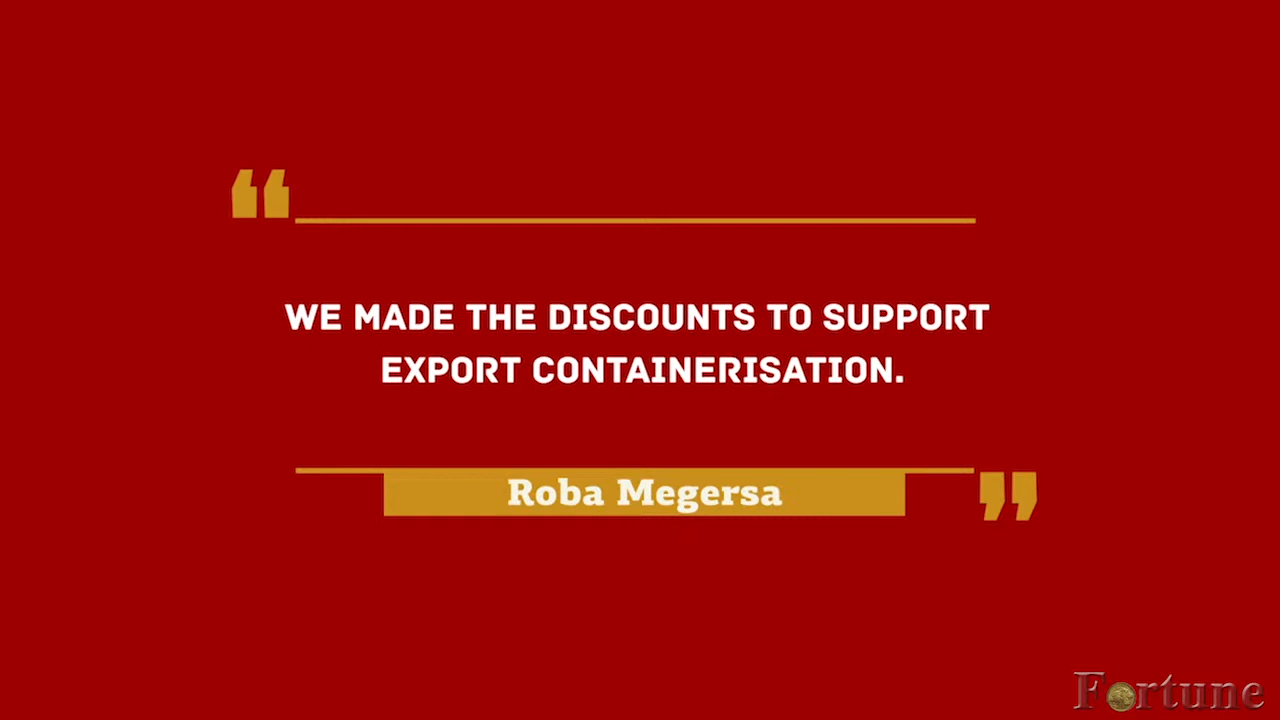 “
WE MADE THE DISCOUNTS TO SUPPORT
EXPORT CONTAINERISATION.
Roba Megersa
”
Fortune